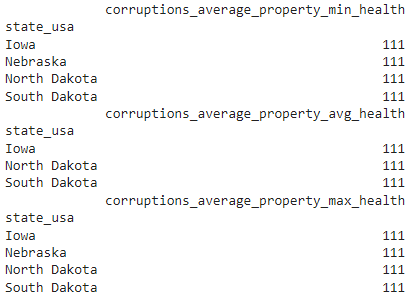 corruptions_average_property_min_health
state_usa
Iowa 111
Nebraska 111
North Dakota 111
South Dakota 111
corruptions_average_property_avg_health
state_usa
Iowa 111
North Dakota 111
South Dakota 111
corruptions_average_property_max_health
state_usa
Iowa 111
Nebraska 111
North Dakota 111
South Dakota 111